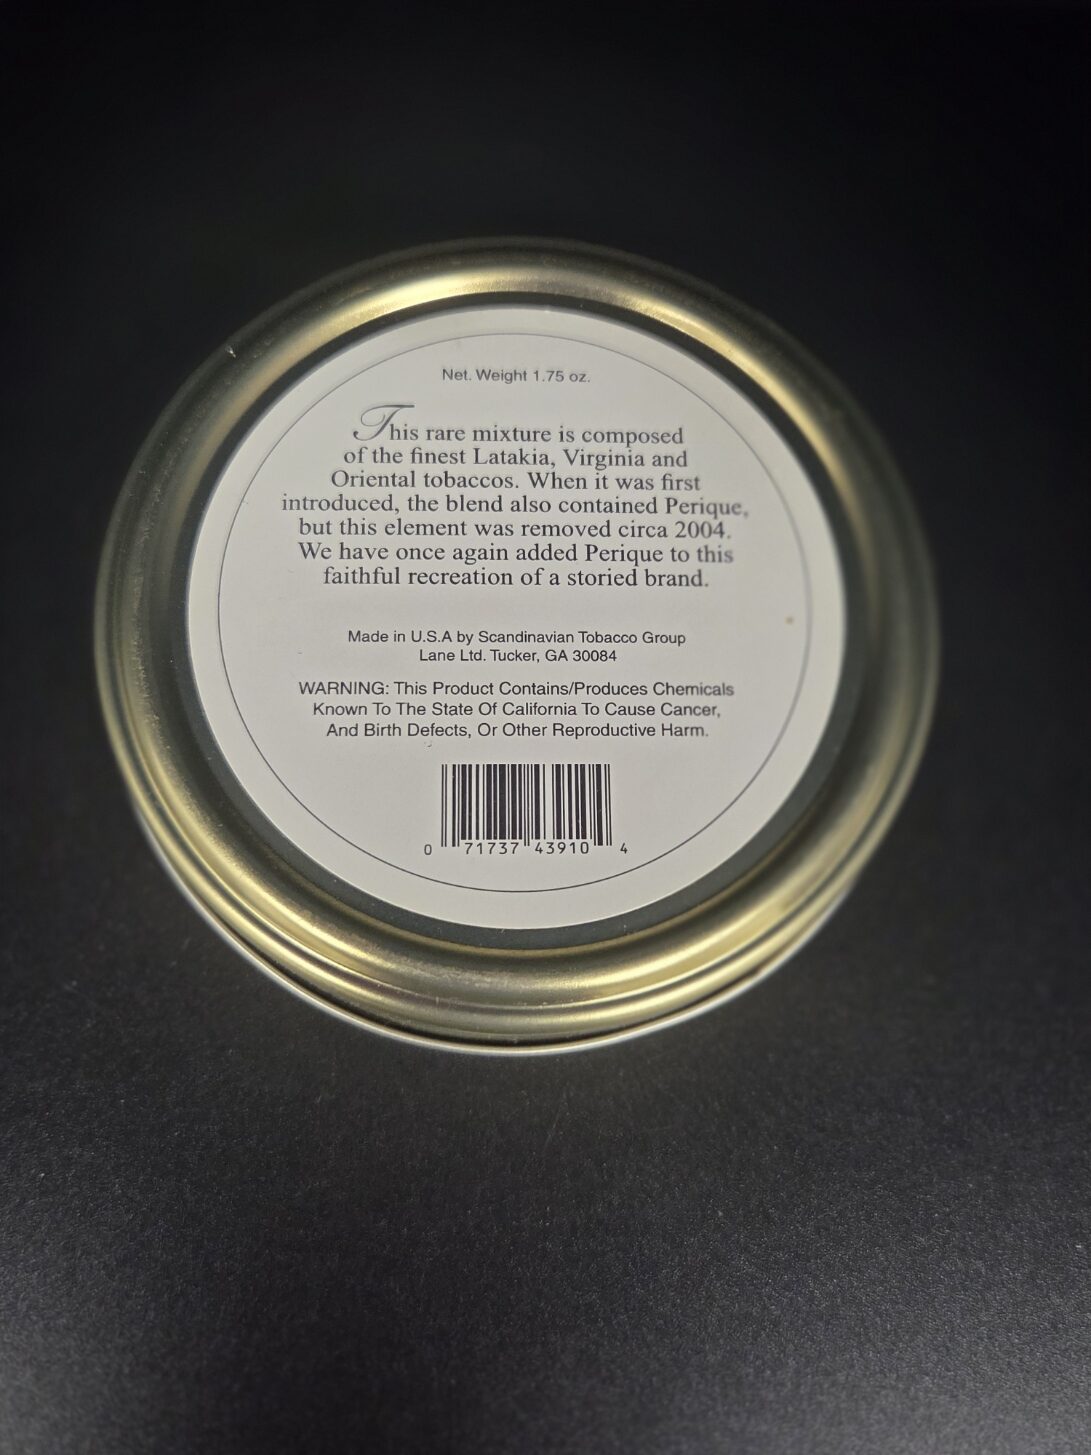 Net. Weight 1.75 oz.
This rare mixture is composed
of the finest Latakia, Virginia and
Oriental tobaccos. When it was first
introduced, the blend also contained Perique,
but this element was removed circa 2004.
We have once again added Perique to this
faithful recreation of a storied brand.
Made in U.S.A by Scandinavian Tobacco Group
Lane Ltd. Tucker, GA 30084
WARNING: This Product Contains/Produces Chemicals
Known To The State Of California To Cause Cancer,
And Birth Defects, Or Other Reproductive Harm.
0 71737 43910 4